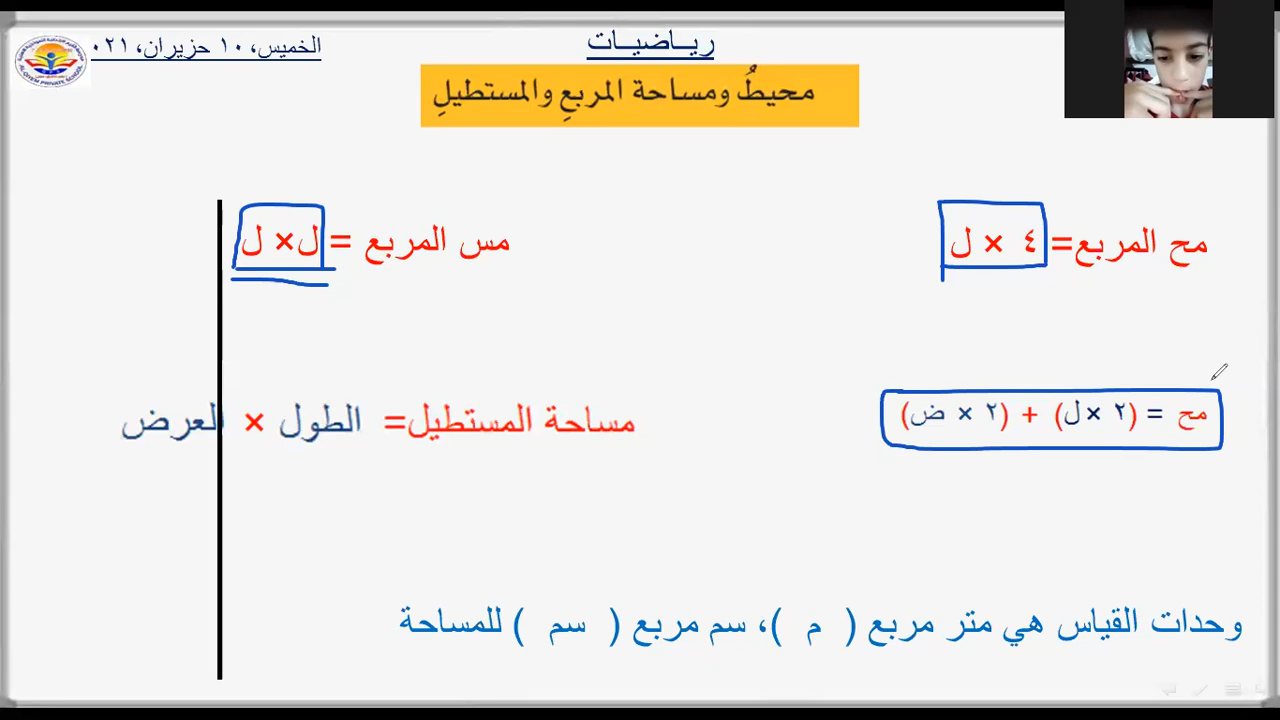 رياضيات
الخميس، ١٠ حزيران، ٠٢١
محيطُ ومساحة المربعِ والمستطيلِ
مح المربع= ٤ × ل
مس المربع = ل× ل
مح = (٢ × ل) + (٢ × ض)
مساحة المستطيل= الطول × العرض
وحدات القياس هي متر مربع ( م )، سم مربع ( سم ) للمساحة